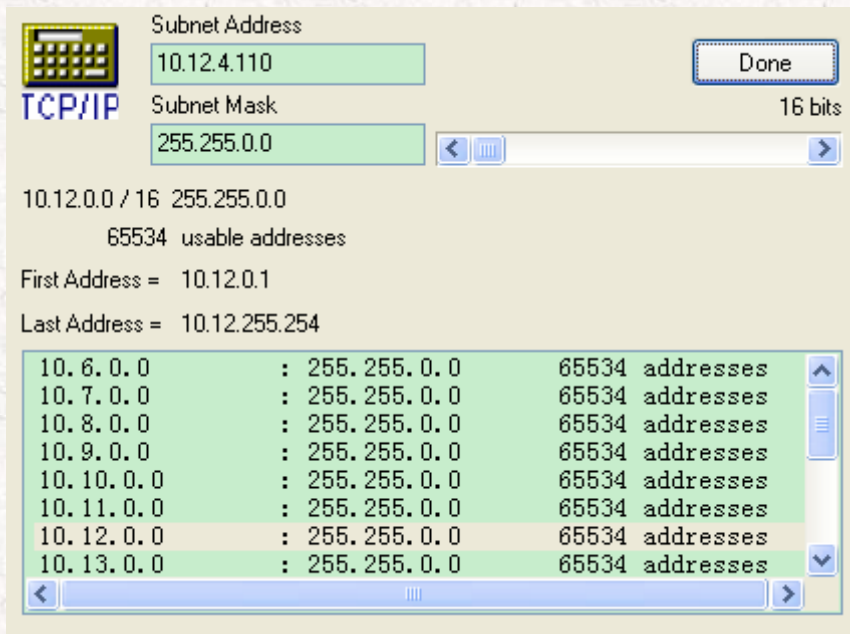 Subnet Address
10.12.4.110
Done
TCP/IP
Subnet Mask
16 bits
255.255.0.0
10.12.0.0 / 16 255.255.0.0
65534 usable addresses
First Address = 10.12.0.1
Last Address = 10.12.255.254
10.6.0.0 : 255.255.0.0 65534 addresses
10.7.0.0 : 255.255.0.0 65534 addresses
10.8.0.0 : 255.255.0.0 65534 addresses
10.9.0.0 : 255.255.0.0 65534 addresses
10.10.0.0 : 255.255.0.0 65534 addresses
10.11.0.0 : 255.255.0.0 65534 addresses
10.12.0.0 : 255.255.0.0 65534 addresses
10.13.0.0 : 255.255.0.0 65534 addresses